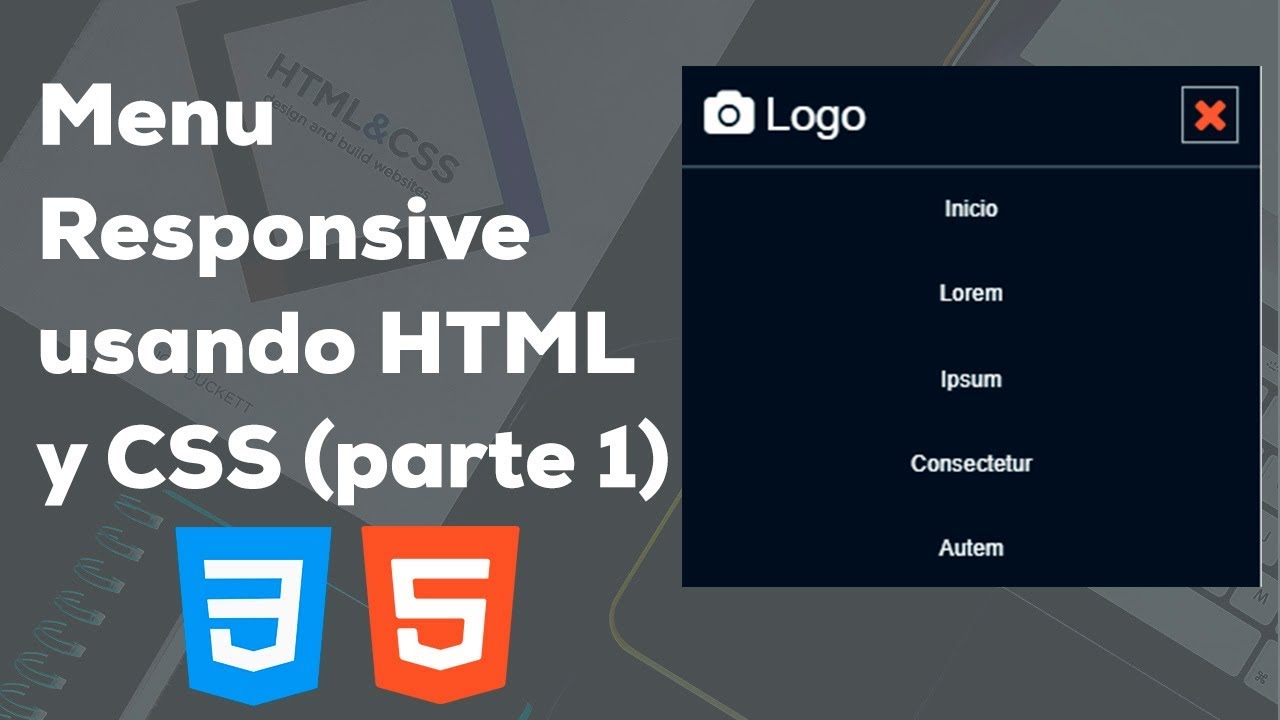 Menu
Responsive
usando HTML
y CSS (parte 1)
HTML&CSS
design and build websites
DUCKETT
Logo
Inicio
Lorem
Ipsum
Consectetur
Autem